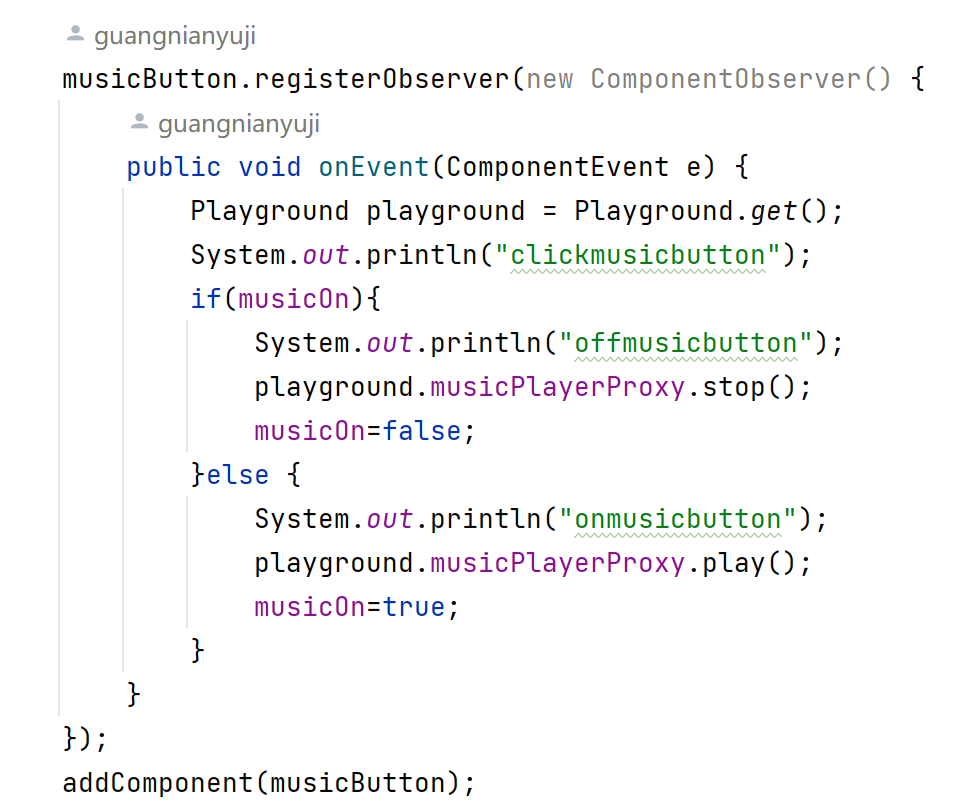 guangnianyuji
musicButton.registerObserver(new ComponentObserver() {
guangnianyuji
public void onEvent(ComponentEvent e) {
Playground playground = Playground.get();
System.out.println("clickmusicbutton");
if(musicOn){
System.out.println("offmusicbutton");
playground.musicPlayerProxy.stop();
musicOn=false;
}else {
System.out.println("onmusicbutton");
playground.musicPlayerProxy.play();
musicOn=true;
}
}
});
addComponent(musicButton);